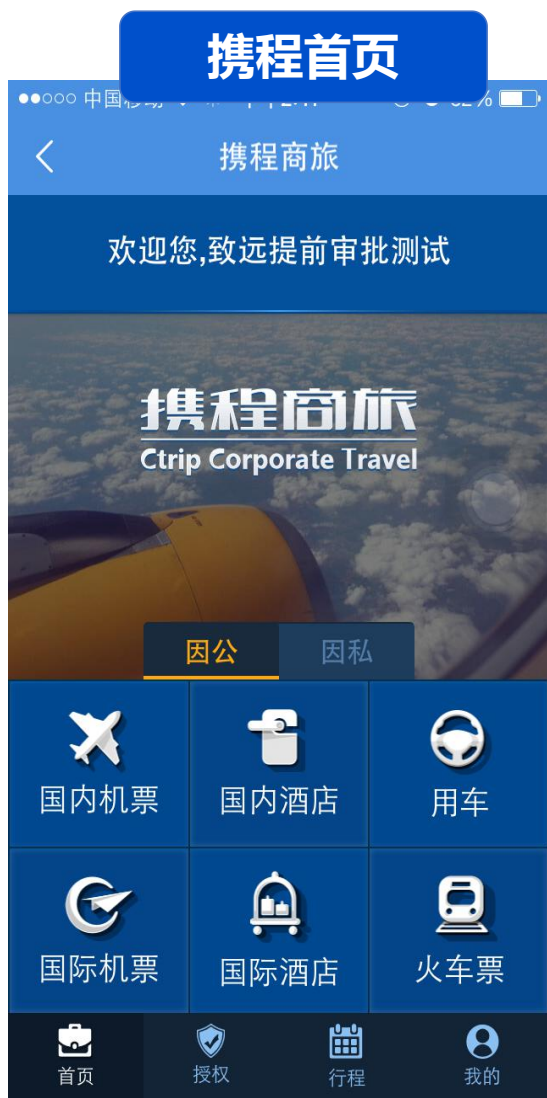 携程首页
●●○○○ 中国移动
携程商旅
欢迎您,致远提前审批测试
携程商旅
Ctrip Corporate Travel
因公 因私
国内机票 国内酒店 用车
国际机票 国际酒店 火车票
首页 授权 行程 我的